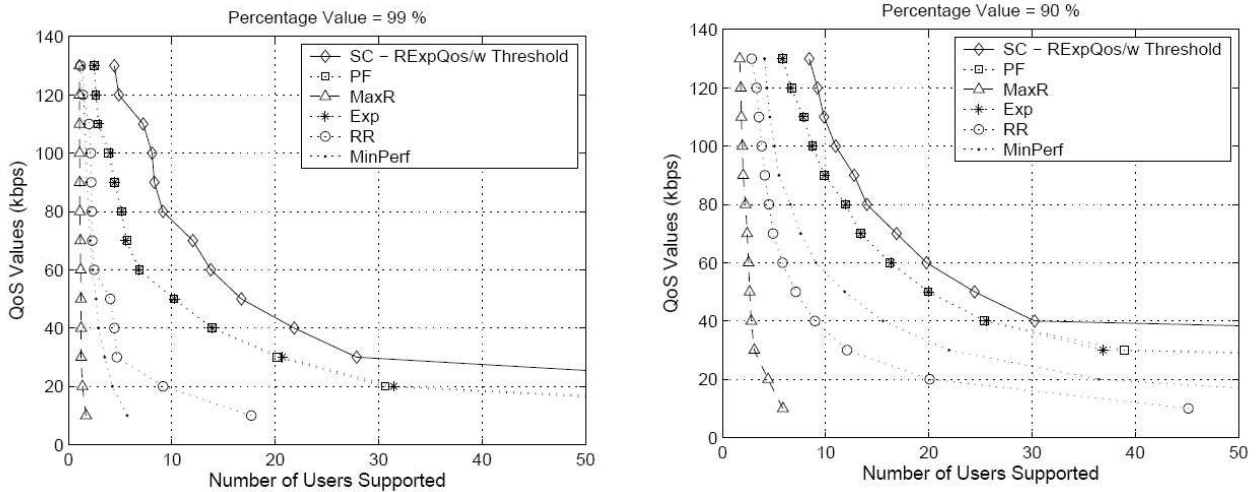 Percentage Value = 99 %
140
120
100
80
60
40
20
0
QoS Values (kbps)
SC − RExpQos/w Threshold
PF
MaxR
Exp
RR
MinPerf
0 10 20 30 40 50
Number of Users Supported
Percentage Value = 90 %
140
120
100
80
60
40
20
0
QoS Values (kbps)
SC − RExpQos/w Threshold
PF
MaxR
Exp
RR
MinPerf
0 10 20 30 40 50
Number of Users Supported